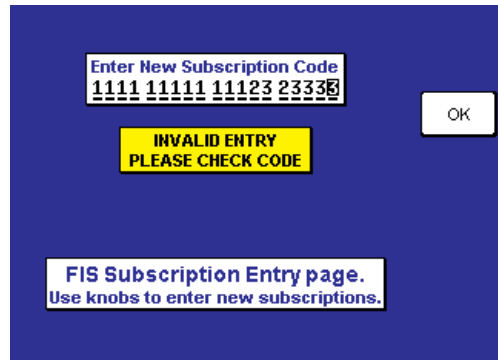 Enter New Subscription Code
1111 11111 11123 23333
OK
INVALID ENTRY
PLEASE CHECK CODE
FIS Subscription Entry page.
Use knobs to enter new subscriptions.